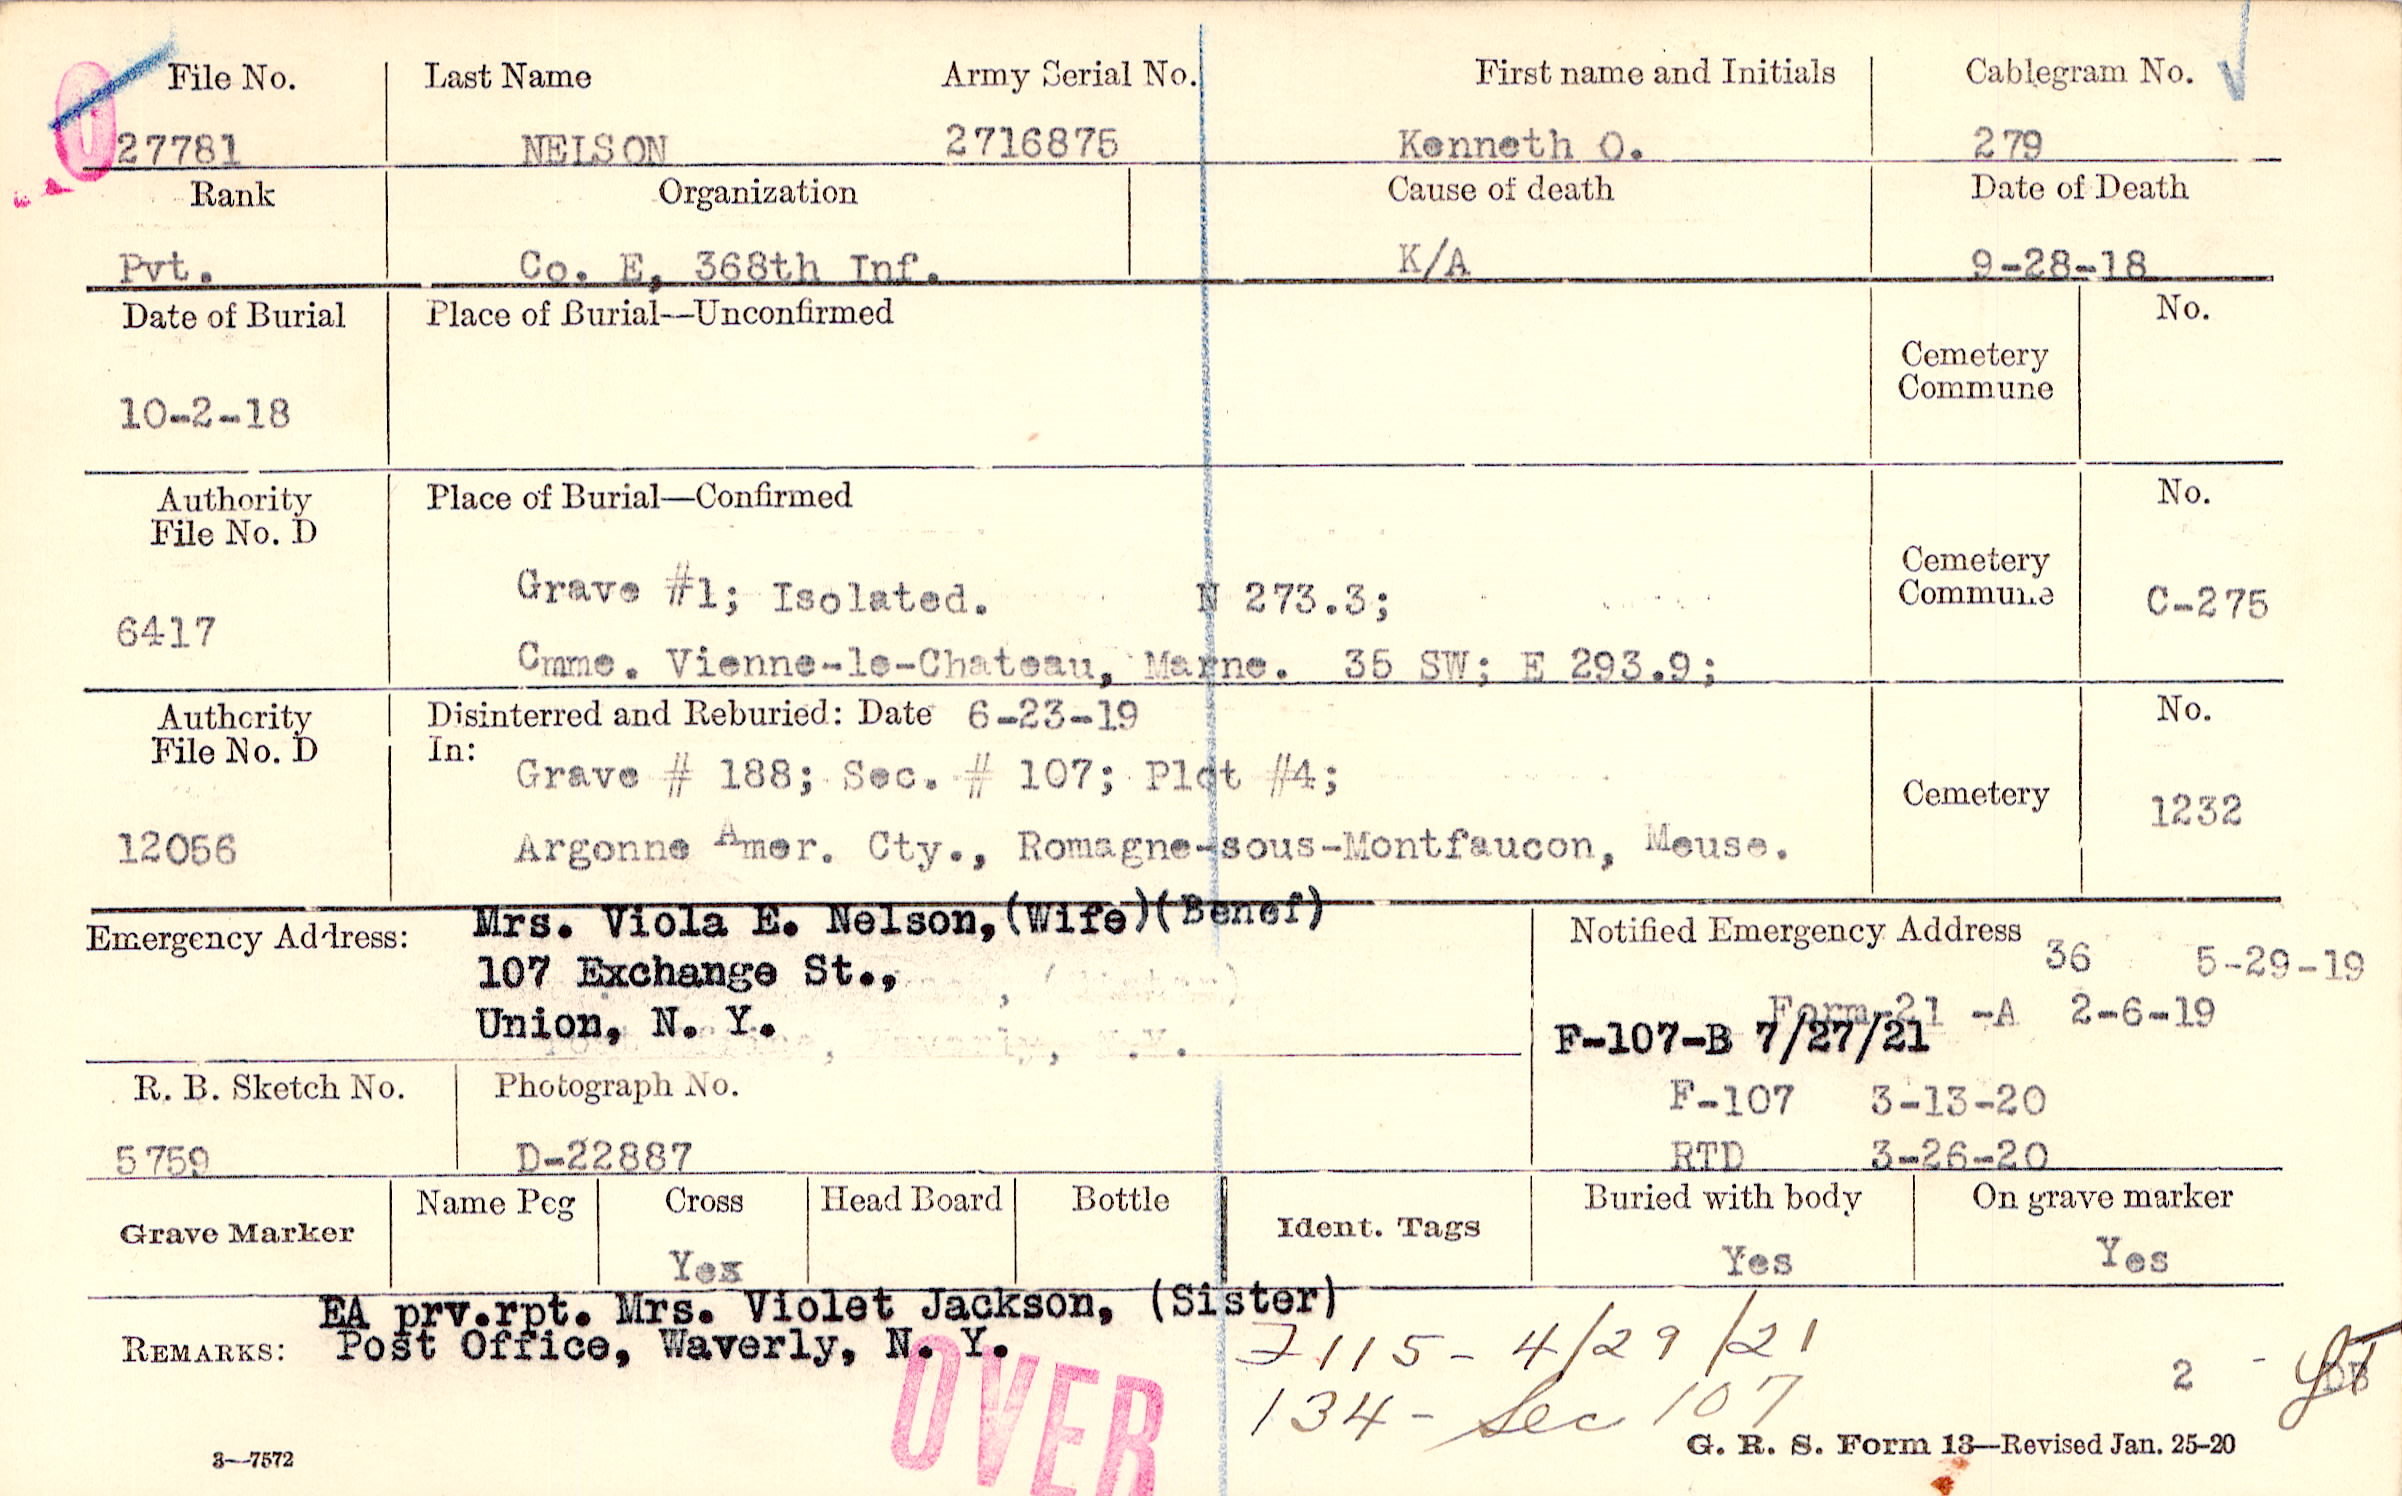 File No. Last Name Army Serial No. First name and Initials Cablegram No.
27781 NELSON 2716875 Kenneth O. 279
Rank Organization Cause of death Date of Death
Pvt. Co. E, 368th Inf. K/A 9-28-18
Date of Burial Place of Burial—Unconfirmed No.
Cemetery
Commune
10-2-18
Authority Place of Burial—Confirmed No.
File No. D
Cemetery
Commune
Grave #1; Isolated. N 273.3; C-275
6417
Cmme. Vienne-le-Chateau, Marne. 35 SW; E 293.9;
Authority Disinterred and Reburied: Date 6-23-19 No.
File No. D In:
Grave # 188; Sec. # 107; Plot #4;
Cemetery 1232
12056 Argonne Amer. Cty., Romagne-sous-Montfaucon, Meuse.
Emergency Address: Mrs. Viola E. Nelson,(Wife)(Benef)
107 Exchange St.,
Union, N. Y.
Notified Emergency Address
36 5-29-19
Form-21 -A 2-6-19
F-107-B 7/27/21
F-107 3-13-20
RTD 3-26-20
R. B. Sketch No. Photograph No.
5759 D-22887
Grave Marker Name Peg Cross Head Board Bottle Ident. Tags Buried with body On grave marker
Yes Yes Yes
EA prv.rpt. Mrs. Violet Jackson, (Sister)
REMARKS: Post Office, Waverly, N. Y.
F 115 - 4/29/21
134 - Sec 107
2
OVER
3—7572
G. R. S. Form 13—Revised Jan. 25-20